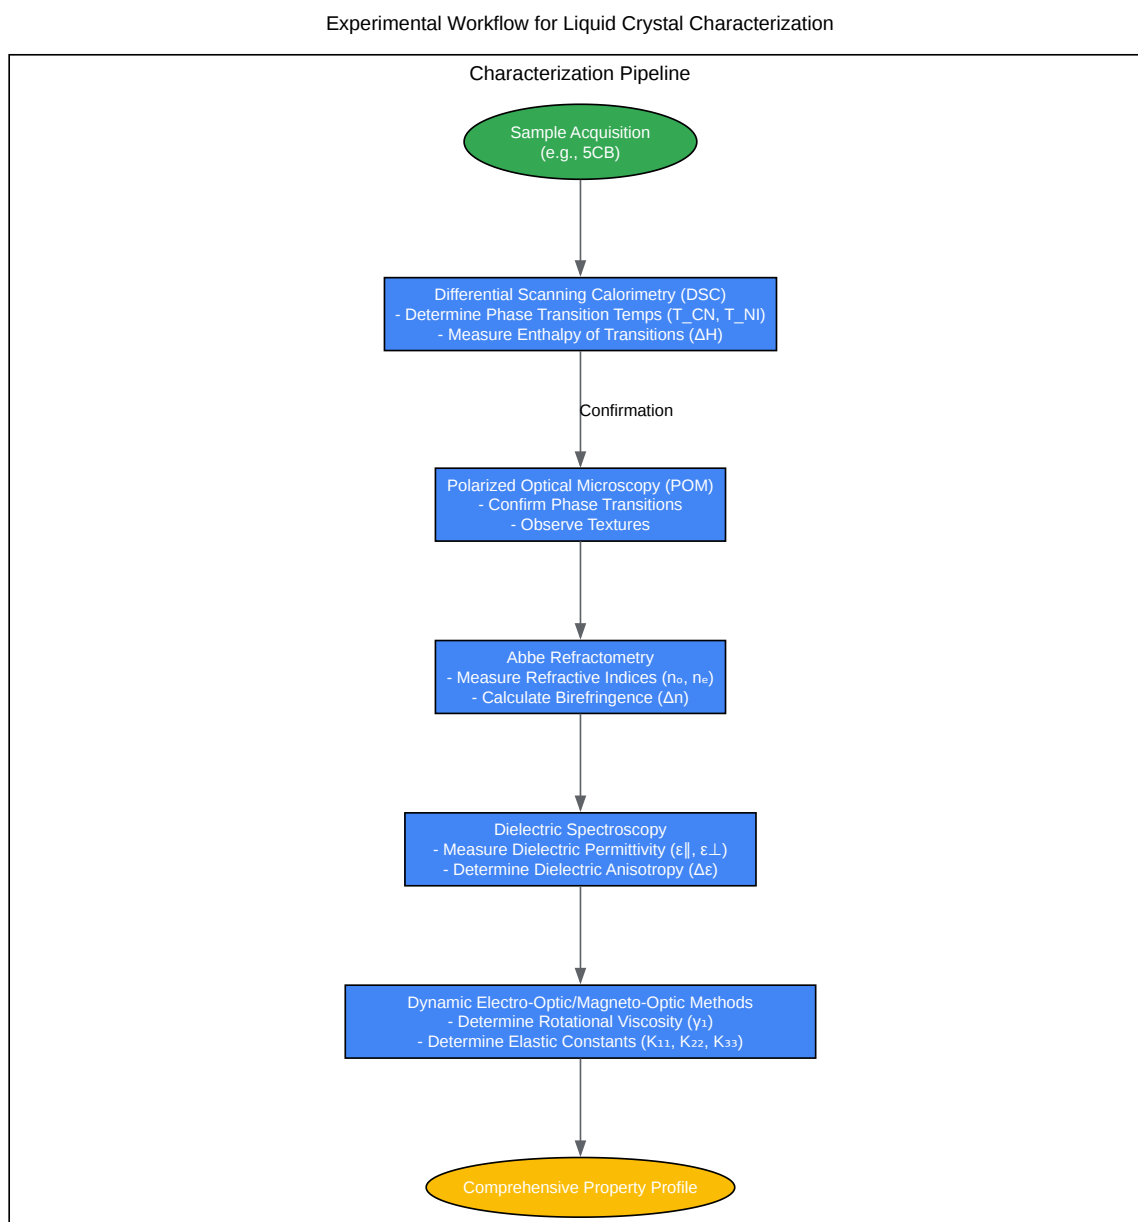 Experimental Workflow for Liquid Crystal Characterization
Characterization Pipeline
Sample Acquisition
(e.g., 5CB)
Differential Scanning Calorimetry (DSC)
- Determine Phase Transition Temps (T_CN, T_NI)
- Measure Enthalpy of Transitions (ΔH)
Confirmation
Polarized Optical Microscopy (POM)
- Confirm Phase Transitions
- Observe Textures
Abbe Refractometry
- Measure Refractive Indices (nₒ, nₑ)
- Calculate Birefringence (Δn)
Dielectric Spectroscopy
- Measure Dielectric Permittivity (ε∥, ε⊥)
- Determine Dielectric Anisotropy (Δε)
Dynamic Electro-Optic/Magneto-Optic Methods
- Determine Rotational Viscosity (γ₁)
- Determine Elastic Constants (K₁₁, K₂₂, K₃₃)
Comprehensive Property Profile